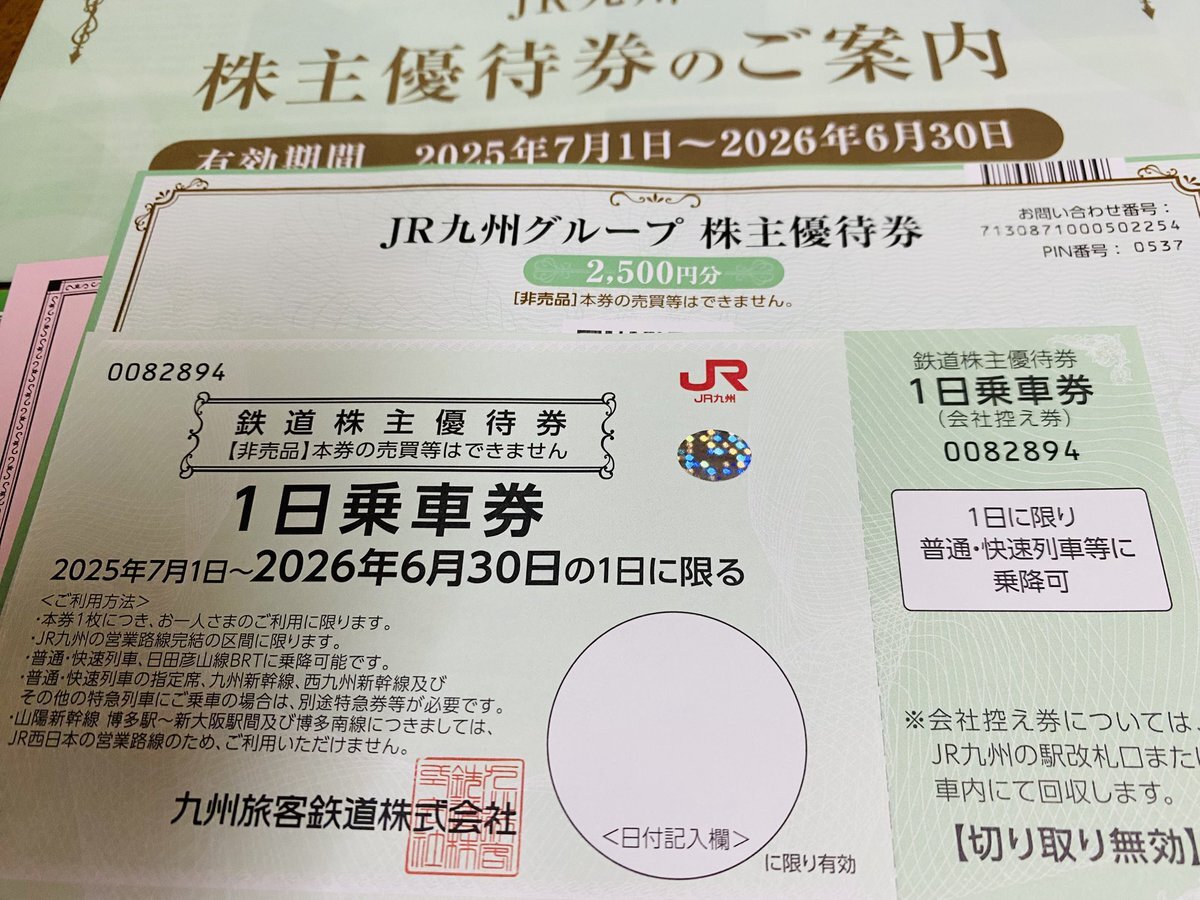 JR九州
株主優待券のご案内
有効期間 2025年7月1日～2026年6月30日
お問い合わせ番号：
7130871000502254
PIN番号： 0537
JR九州グループ 株主優待券
2,500円分
［非売品］本券の売買等はできません。
0082894
JR
JR九州
鉄道株主優待券
【非売品】本券の売買等はできません
1日乗車券
2025年7月1日～2026年6月30日の1日に限る
＜ご利用方法＞
・本券1枚につき、お一人さまのご利用に限ります。
・JR九州の営業路線完結の区間に限ります。
・普通・快速列車、日田彦山線BRTに乗降可能です。
・普通・快速列車の指定席、九州新幹線、西九州新幹線及び
その他の特急列車にご乗車の場合は、別途特急券等が必要です。
・山陽新幹線 博多駅～新大阪駅間及び博多南線につきましては、
JR西日本の営業路線のため、ご利用いただけません。
九州旅客鉄道株式会社
＜日付記入欄＞
に限り有効
鉄道株主優待券
1日乗車券
（会社控え券）
0082894
1日に限り
普通・快速列車等に
乗降可
※会社控え券については、
JR九州の駅改札口または
車内にて回収します。
【切り取り無効】